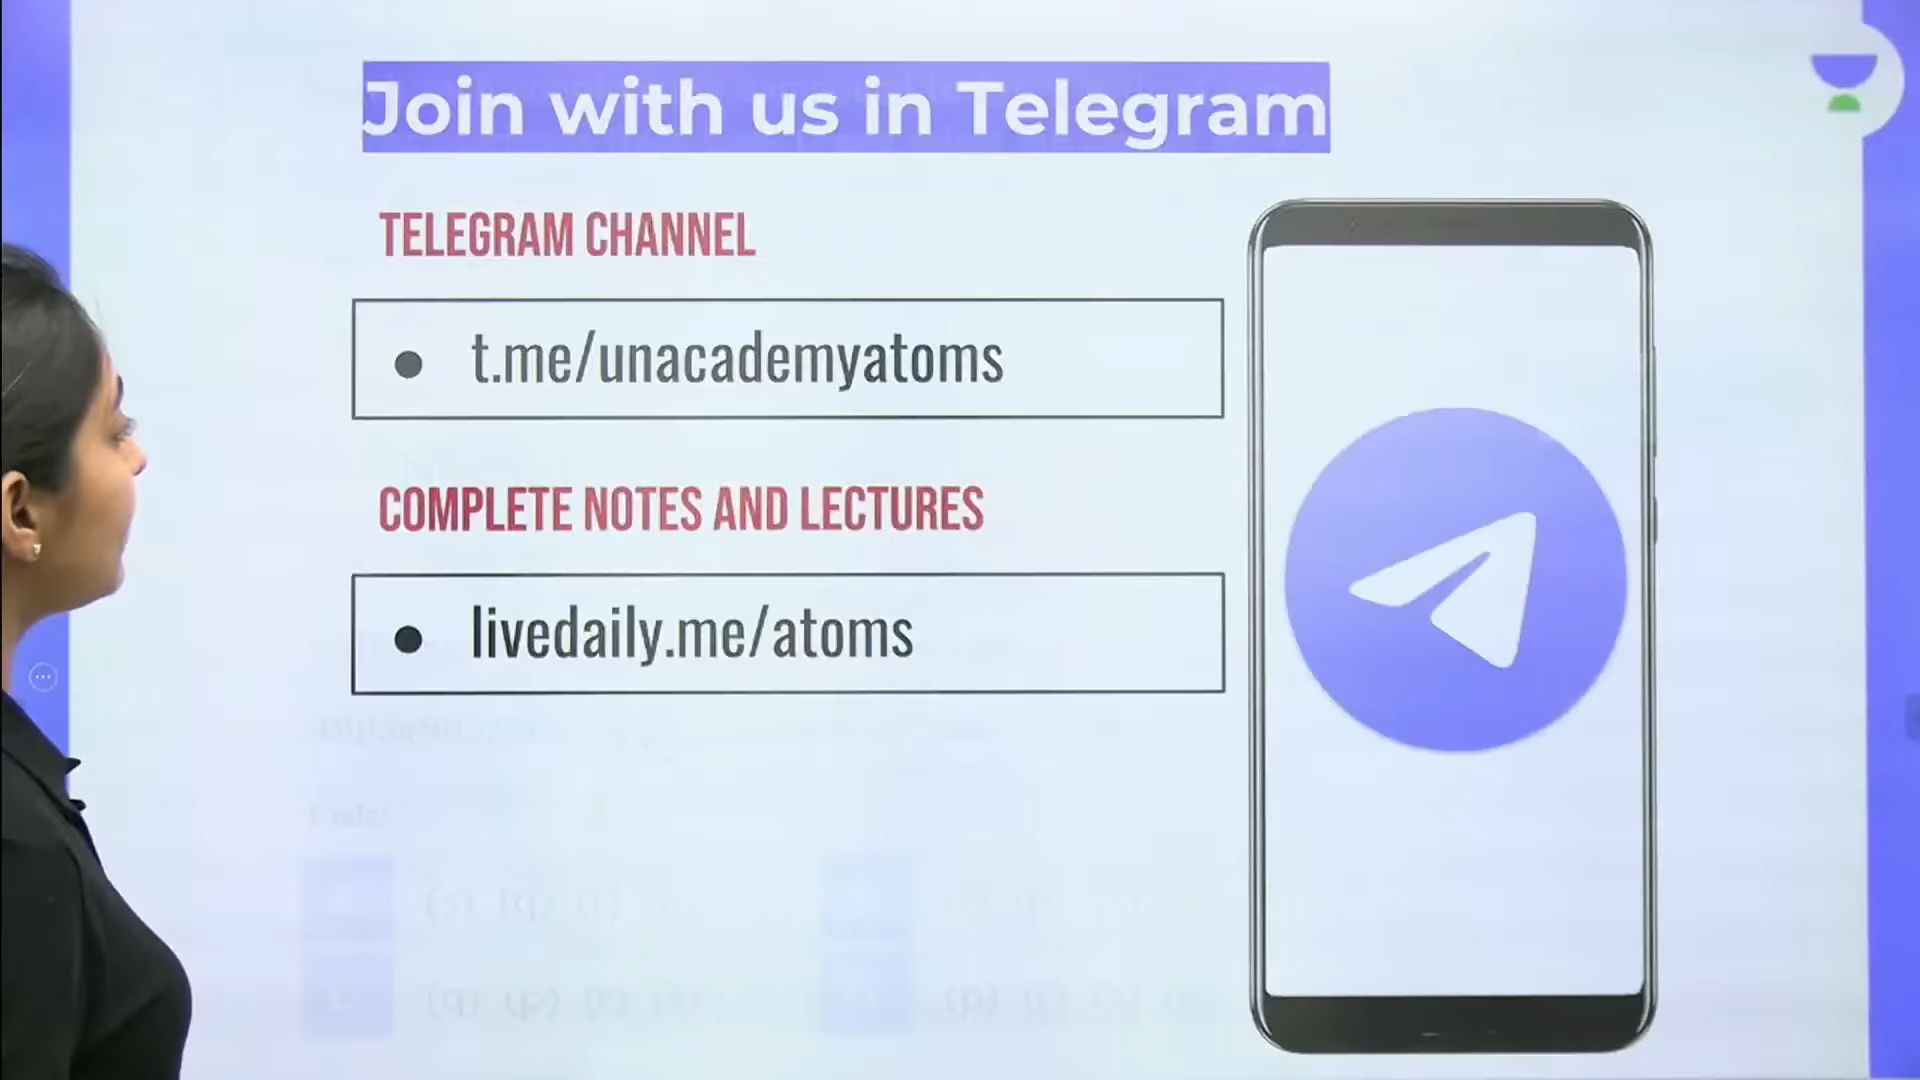 Join with us in Telegram
TELEGRAM CHANNEL
t.me/unacademyatoms
COMPLETE NOTES AND LECTURES
livedaily.me/atoms